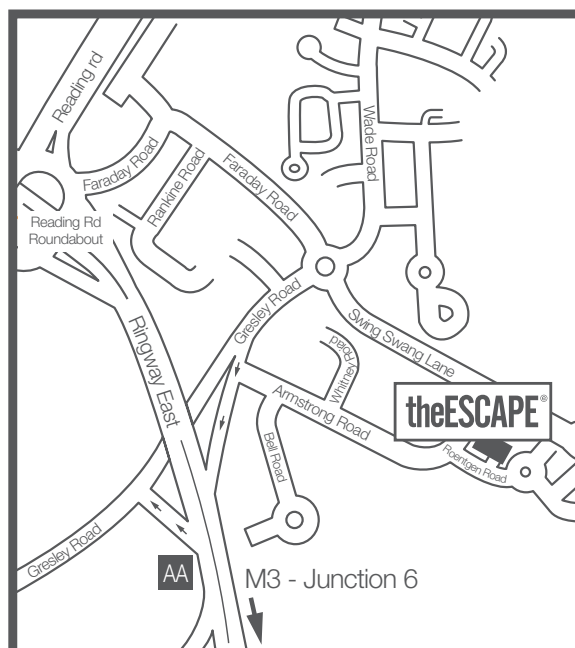 Reading rd
Faraday Road
Rankine Road
Faraday Road
Wade Road
Reading Rd
Roundabout
Gresley Road
Swing Swang Lane
Ringway East
Whitney Road
Armstrong Road
theESCAPE®
Bell Road
Roentgen Road
Gresley Road
AA
M3 - Junction 6